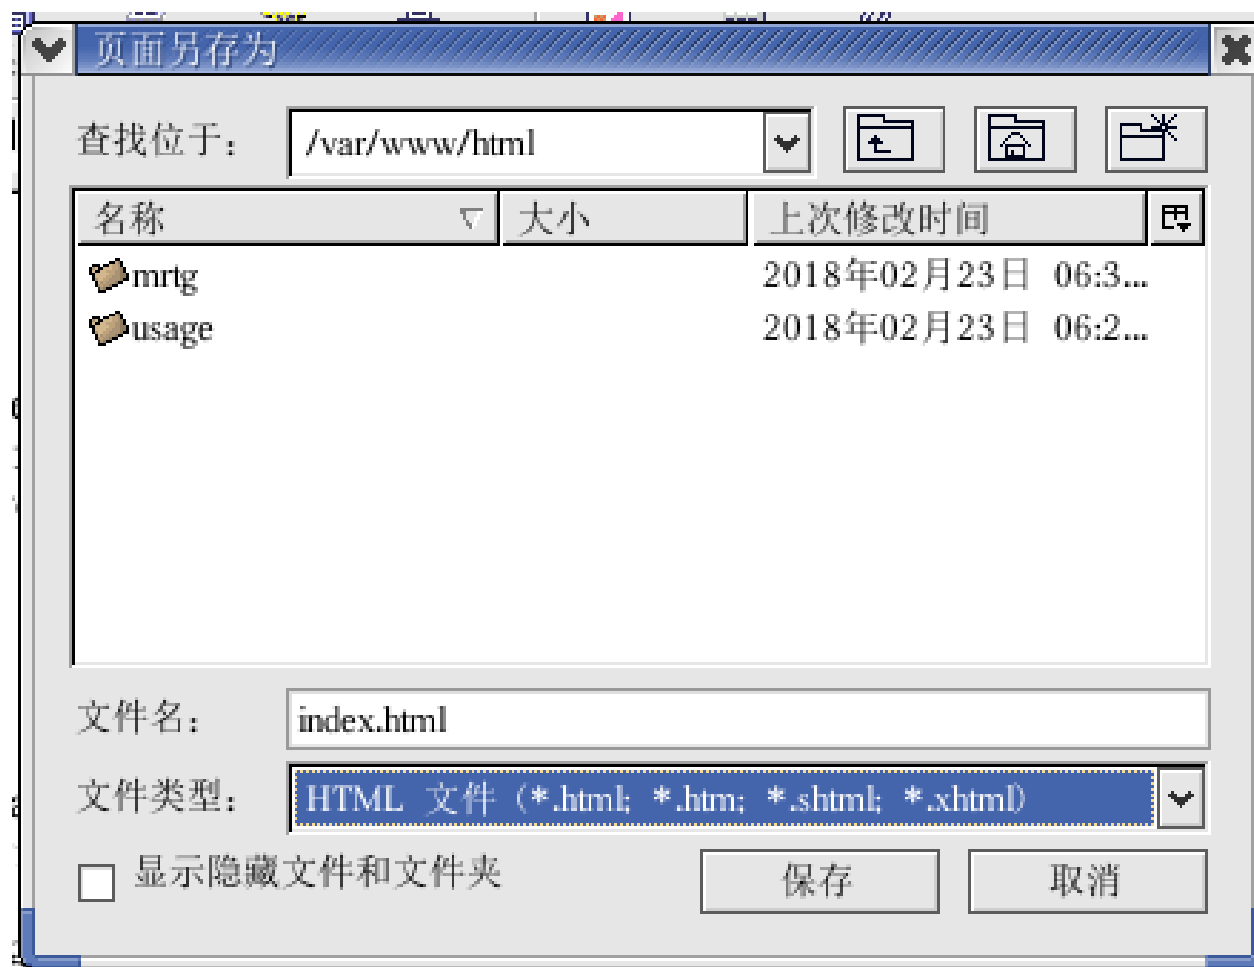 页面另存为
查找位于： /var/www/html
名称 大小 上次修改时间
mrtg 2018年02月23日 06:3...
usage 2018年02月23日 06:2...
文件名： index.html
文件类型： HTML 文件 (*.html; *.htm; *.shtml; *.xhtml)
显示隐藏文件和文件夹 保存 取消